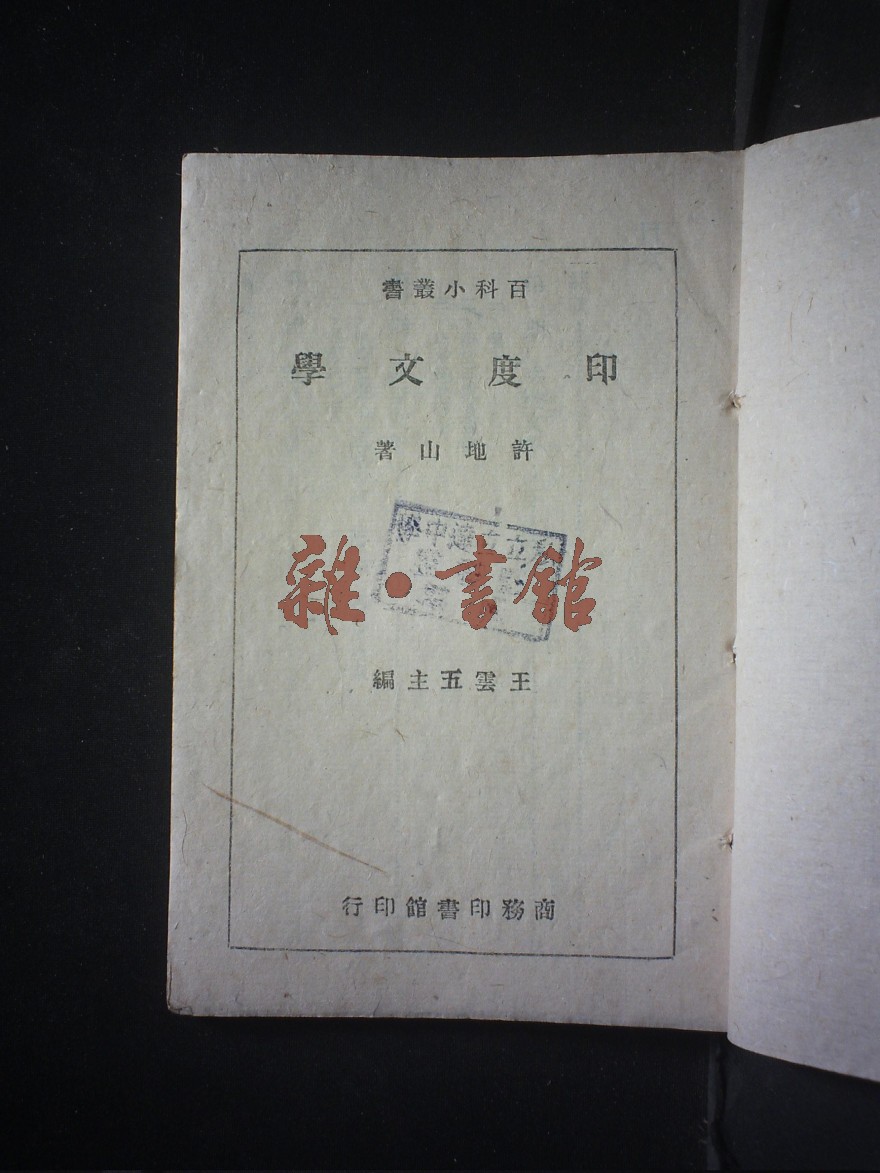 百科小叢書
印度文學
許地山著
雜·書館
王雲五主編
商務印書館印行